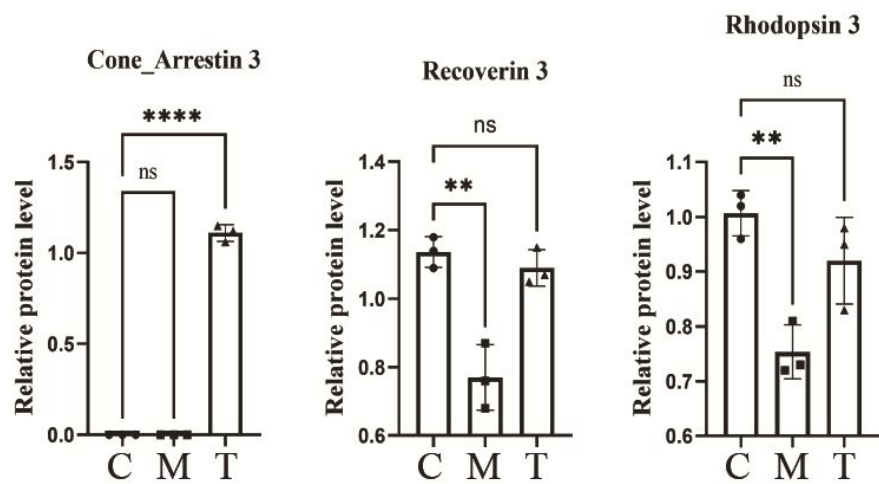 Cone_Arrestin 3
Relative protein level
1.5
1.0
0.5
0.0
****
ns
C M T
Recoverin 3
Relative protein level
1.4
1.2
1.0
0.8
0.6
ns
**
C M T
Rhodopsin 3
Relative protein level
1.1
1.0
0.9
0.8
0.7
0.6
ns
**
C M T